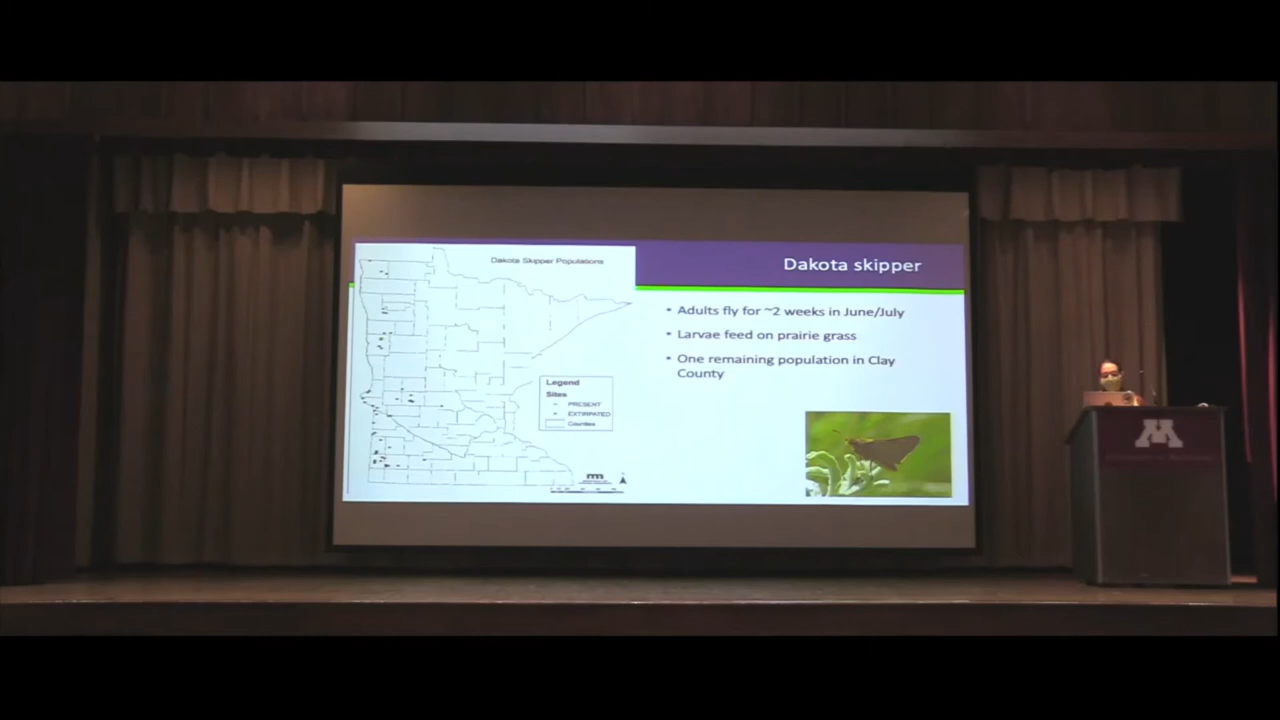 Dakota Skipper Populations
Dakota skipper
• Adults fly for ~2 weeks in June/July
• Larvae feed on prairie grass
• One remaining population in Clay
County
Legend
Sites
PRESENT
EXTIRPATED
Counties
M